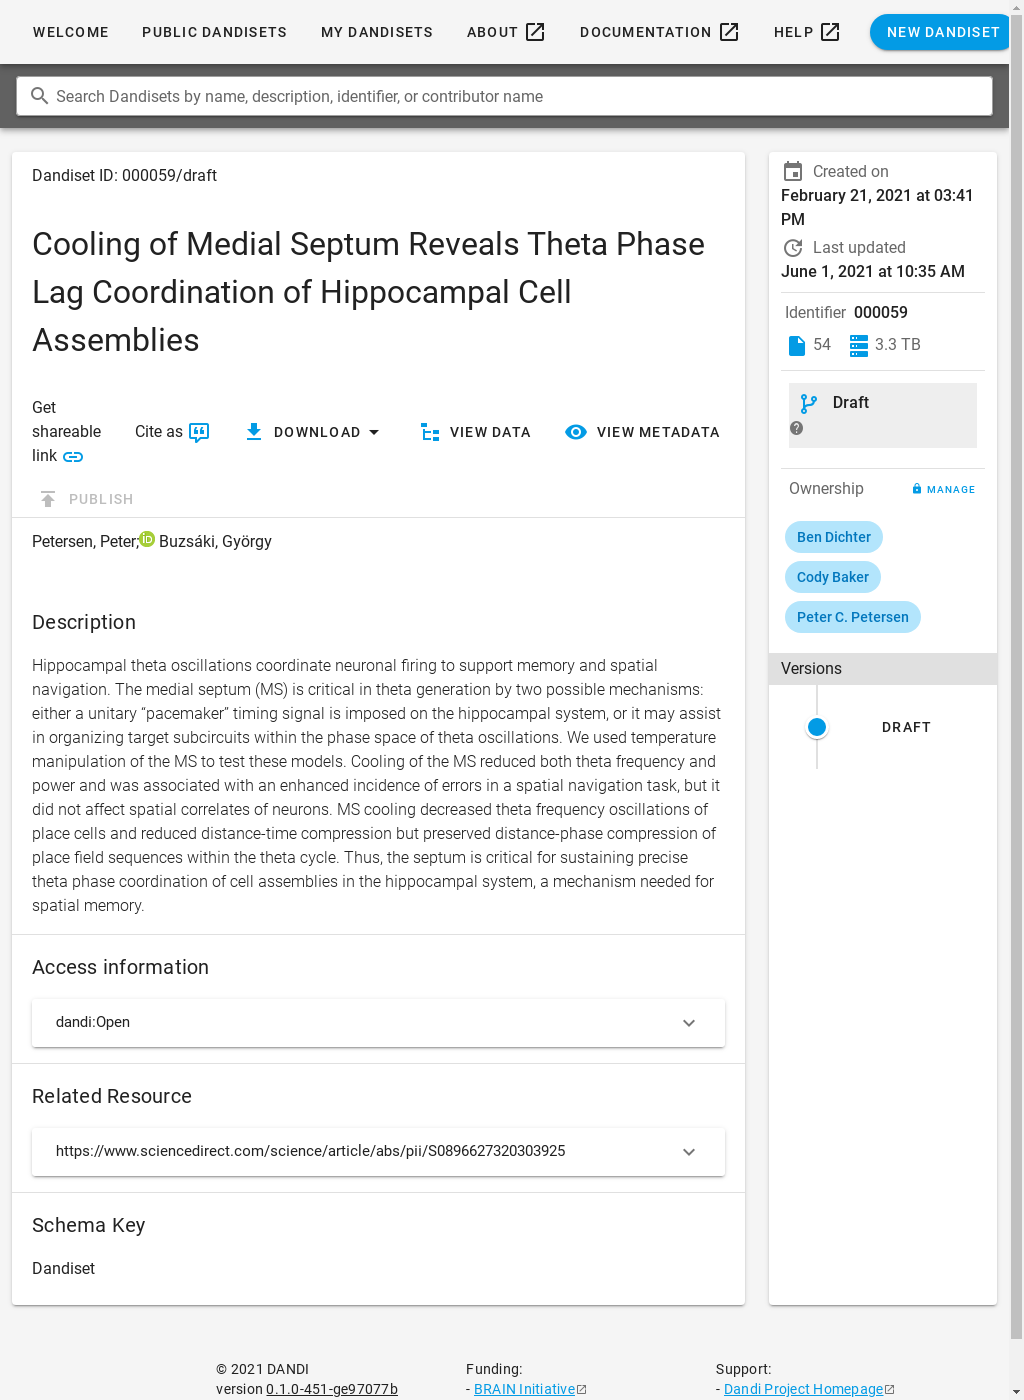 WELCOME PUBLIC DANDISETS MY DANDISETS ABOUT DOCUMENTATION HELP NEW DANDISET
Search Dandisets by name, description, identifier, or contributor name
Dandiset ID: 000059/draft
Cooling of Medial Septum Reveals Theta Phase
Lag Coordination of Hippocampal Cell
Assemblies
Get
shareable
link
Cite as
DOWNLOAD
VIEW DATA
VIEW METADATA
PUBLISH
Petersen, Peter; Buzsáki, György
Description
Hippocampal theta oscillations coordinate neuronal firing to support memory and spatial
navigation. The medial septum (MS) is critical in theta generation by two possible mechanisms:
either a unitary “pacemaker” timing signal is imposed on the hippocampal system, or it may assist
in organizing target subcircuits within the phase space of theta oscillations. We used temperature
manipulation of the MS to test these models. Cooling of the MS reduced both theta frequency and
power and was associated with an enhanced incidence of errors in a spatial navigation task, but it
did not affect spatial correlates of neurons. MS cooling decreased theta frequency oscillations of
place cells and reduced distance-time compression but preserved distance-phase compression of
place field sequences within the theta cycle. Thus, the septum is critical for sustaining precise
theta phase coordination of cell assemblies in the hippocampal system, a mechanism needed for
spatial memory.
Access information
dandi:Open
Related Resource
https://www.sciencedirect.com/science/article/abs/pii/S0896627320303925
Schema Key
Dandiset
Created on
February 21, 2021 at 03:41
PM
Last updated
June 1, 2021 at 10:35 AM
Identifier 000059
54 3.3 TB
Draft
Ownership MANAGE
Ben Dichter
Cody Baker
Peter C. Petersen
Versions
DRAFT
© 2021 DANDI
version 0.1.0-451-ge97077b
Funding:
- BRAIN Initiative
Support:
- Dandi Project Homepage